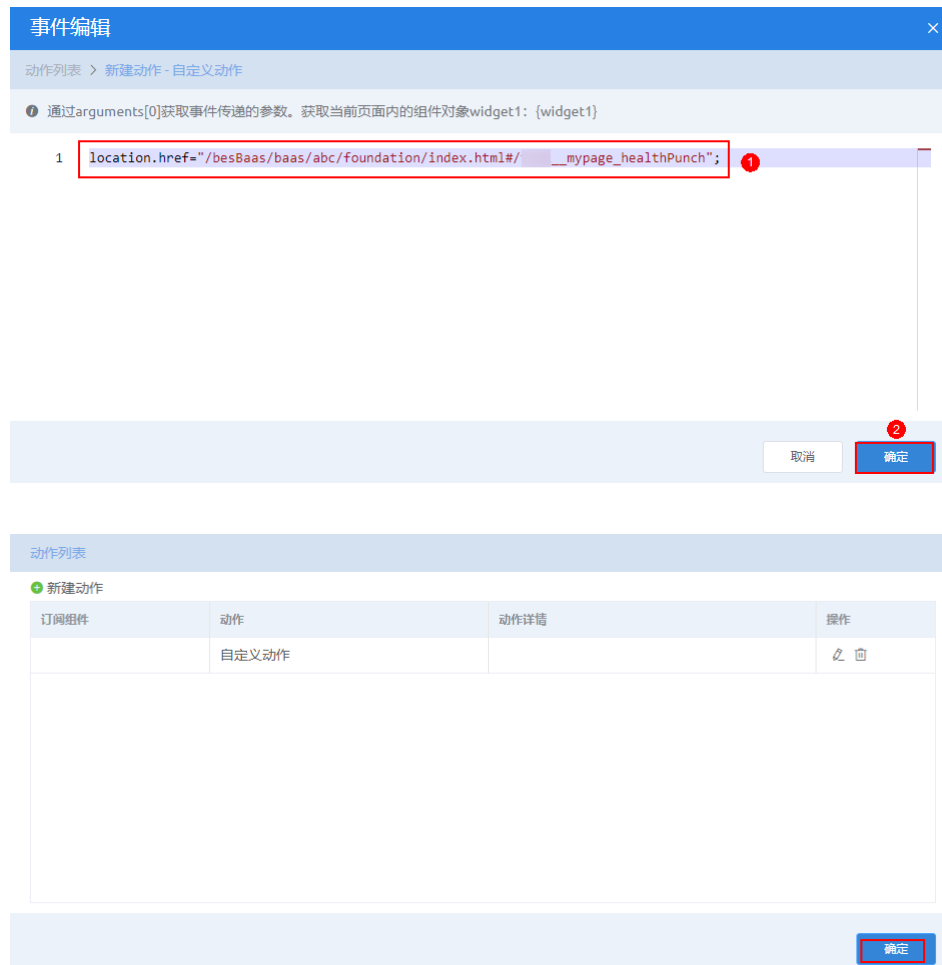 事件编辑
动作列表 > 新建动作 - 自定义动作
通过arguments[0]获取事件传递的参数。获取当前页面内的组件对象widget1：{widget1}
1 location.href="/besBaas/baas/abc/foundation/index.html#/ __mypage_healthPunch"; 1
2
取消 确定
动作列表
新建动作
订阅组件 动作 动作详情 操作
自定义动作
确定